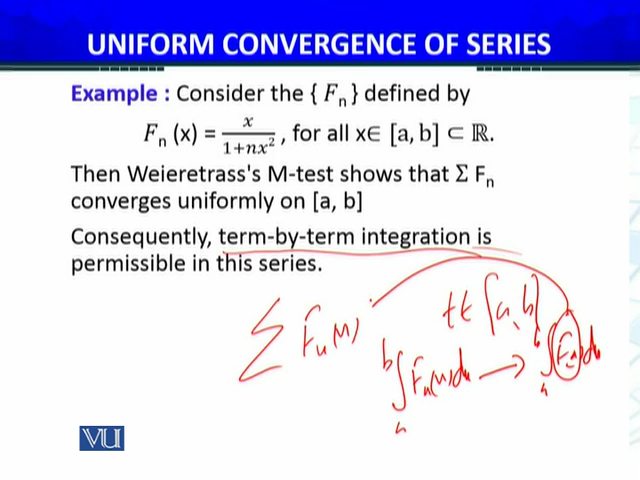 UNIFORM CONVERGENCE OF SERIES
Example : Consider the { Fₙ } defined by
Fₙ (x) = x/(1+nx²) , for all x∈ [a, b] ⊂ ℝ.
Then Weieretrass's M-test shows that Σ Fₙ
converges uniformly on [a, b]
Consequently, term-by-term integration is
permissible in this series.
∑ Fₙ(x)
t∈ [a, b]
VU